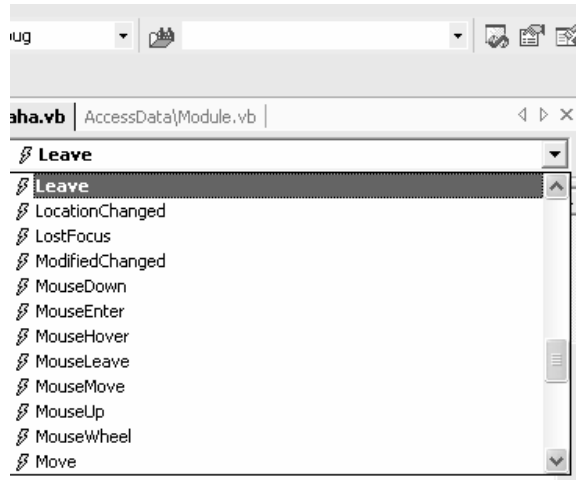 ug
aha.vb AccessData\Module.vb
Leave
Leave
LocationChanged
LostFocus
ModifiedChanged
MouseDown
MouseEnter
MouseHover
MouseLeave
MouseMove
MouseUp
MouseWheel
Move